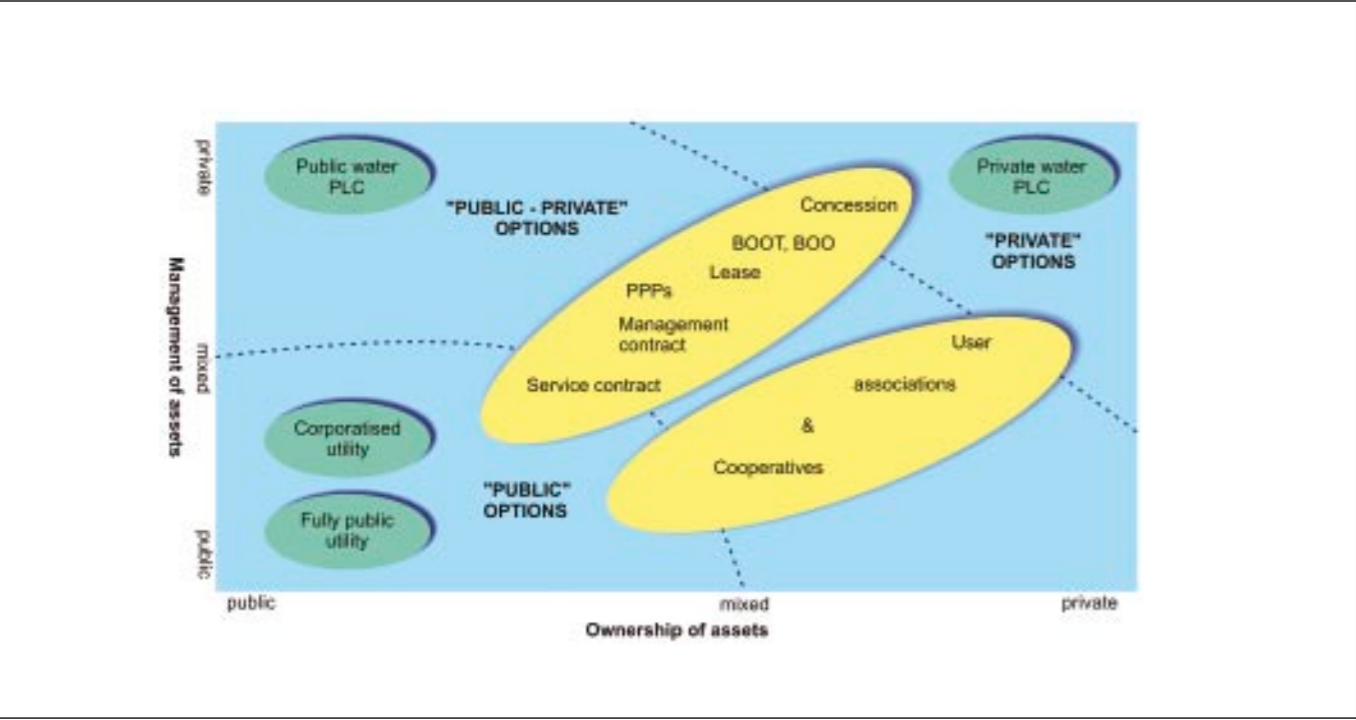 Public water
PLC
"PUBLIC - PRIVATE"
OPTIONS
Concession
BOOT, BOO
Lease
PPPs
Management
contract
Service contract
Private water
PLC
"PRIVATE"
OPTIONS
User
associations
&
Cooperatives
Corporatised
utility
Fully public
utility
"PUBLIC"
OPTIONS
private
mixed
public
Management of assets
public
mixed
private
Ownership of assets